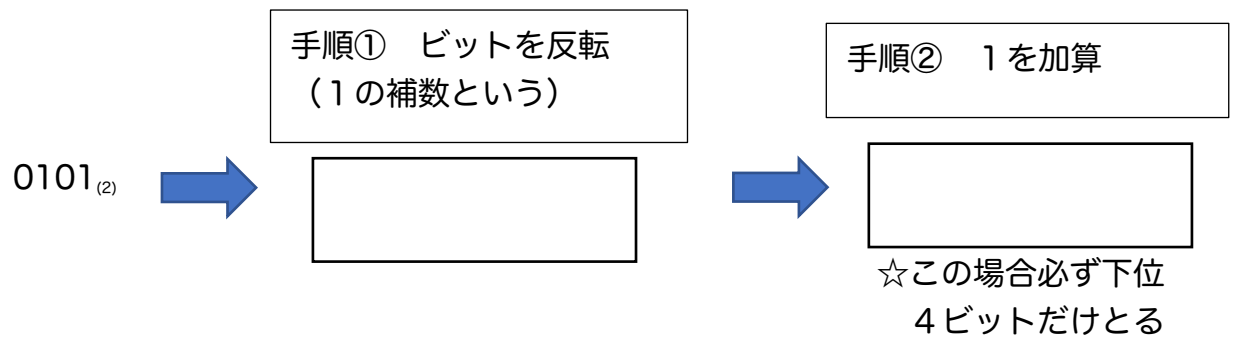 手順① ビットを反転
（１の補数という）
手順② １を加算
0101(2)
☆この場合必ず下位
４ビットだけとる